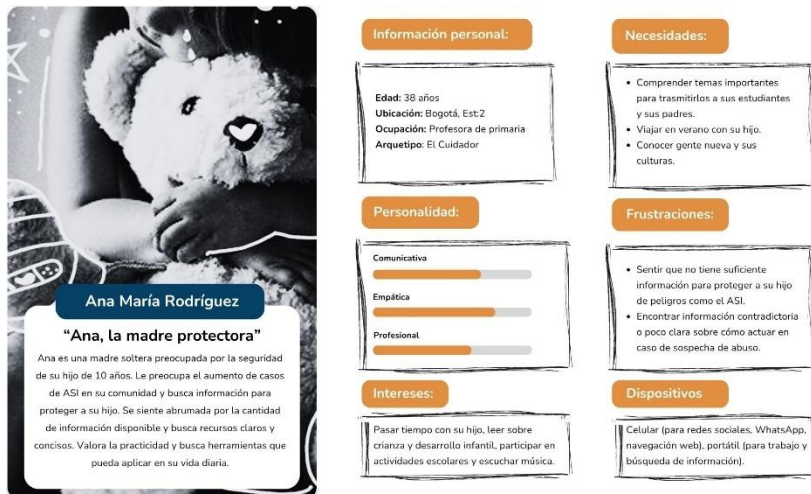 Ana María Rodríguez
“Ana, la madre protectora”
Ana es una madre soltera preocupada por la seguridad
de su hijo de 10 años. Le preocupa el aumento de casos
de ASI en su comunidad y busca información para
proteger a su hijo. Se siente abrumada por la cantidad
de información disponible y busca recursos claros y
concisos. Valora la practicidad y busca herramientas que
pueda aplicar en su vida diaria.
Información personal:
Edad: 38 años
Ubicación: Bogotá, Est:2
Ocupación: Profesora de primaria
Arquetipo: El Cuidador
Personalidad:
Comunicativa
Empática
Profesional
Intereses:
Pasar tiempo con su hijo, leer sobre
crianza y desarrollo infantil, participar en
actividades escolares y escuchar música.
Necesidades:
• Comprender temas importantes
para trasmitirlos a sus estudiantes
y sus padres.
• Viajar en verano con su hijo.
• Conocer gente nueva y sus
culturas.
Frustraciones:
• Sentir que no tiene suficiente
información para proteger a su hijo
de peligros como el ASI.
• Encontrar información contradictoria
o poco clara sobre cómo actuar en
caso de sospecha de abuso.
Dispositivos
Celular (para redes sociales, WhatsApp,
navegación web), portátil (para trabajo y
búsqueda de información).